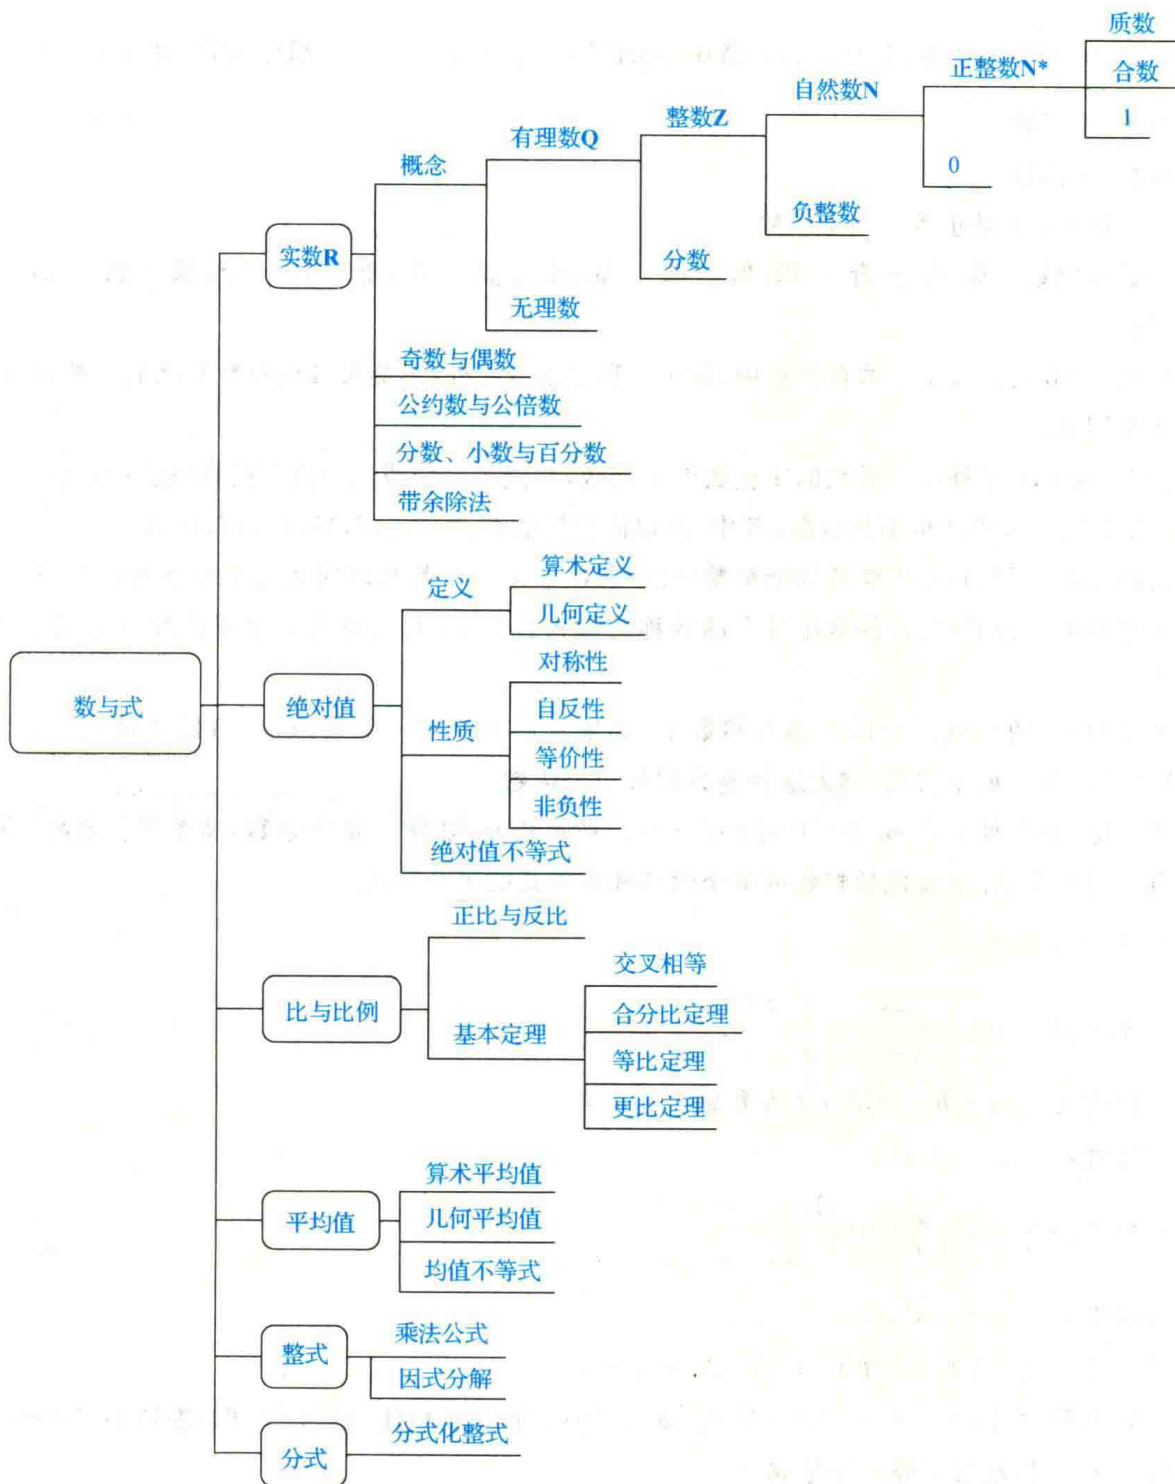 数与式
实数R
概念
有理数Q
整数Z
自然数N
正整数N*
质数
合数
1
0
负整数
分数
无理数
奇数与偶数
公约数与公倍数
分数、小数与百分数
带余除法
绝对值
定义
算术定义
几何定义
性质
对称性
自反性
等价性
非负性
绝对值不等式
比与比例
正比与反比
基本定理
交叉相等
合分比定理
等比定理
更比定理
平均值
算术平均值
几何平均值
均值不等式
整式
乘法公式
因式分解
分式
分式化整式